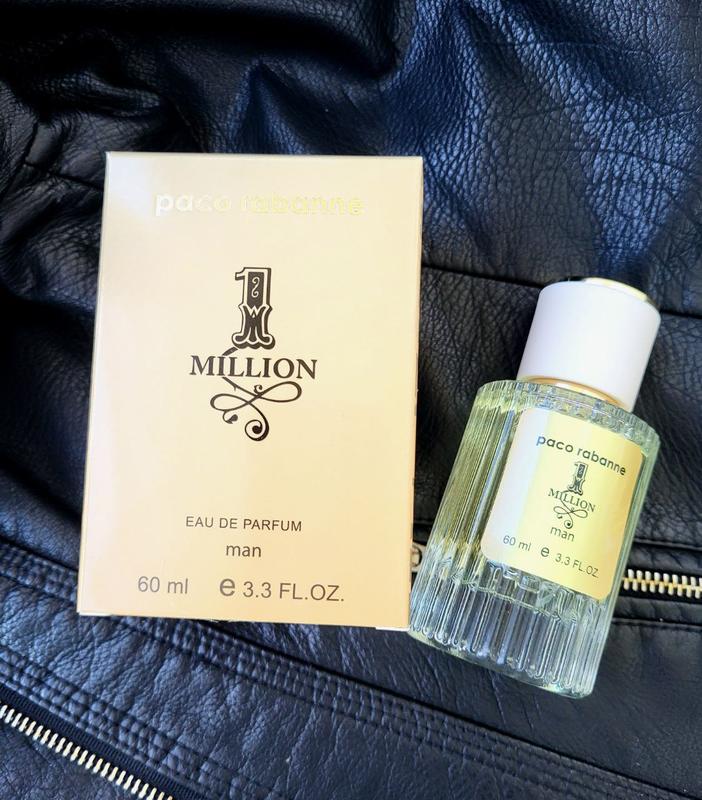 paco rabanne
1
MILLION
EAU DE PARFUM
man
60 ml e 3.3 FL.OZ.
paco rabanne
1
MILLION
man
60 ml e 3.3 FL.OZ.